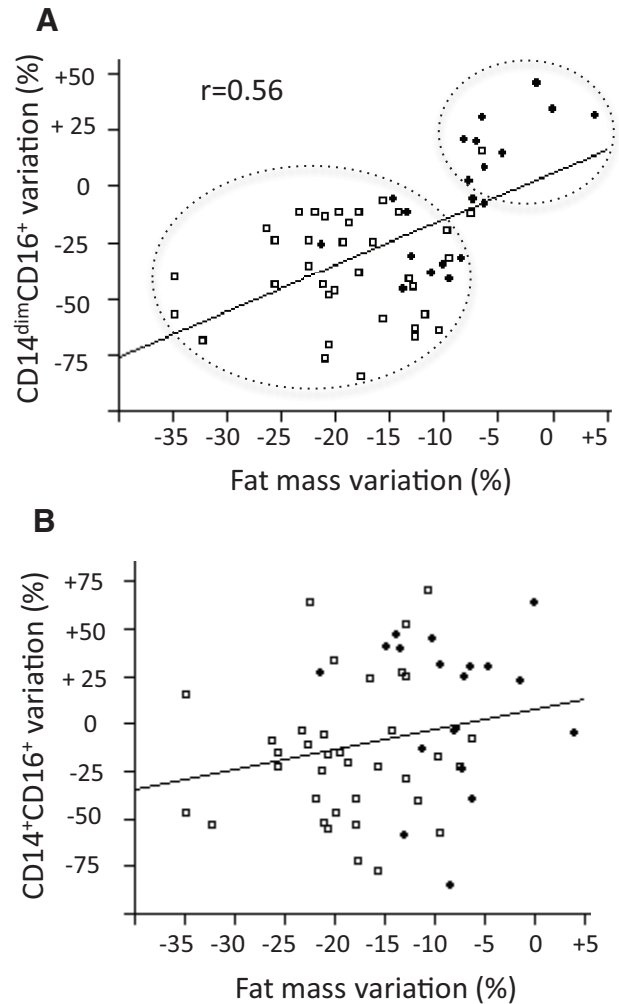 A
CD14ᵈⁱᵐCD16⁺ variation (%)
r=0.56
+50
+ 25
0
-25
-50
-75
-35 -30 -25 -20 -15 -10 -5 0 +5
Fat mass variation (%)
B
CD14⁺CD16⁺ variation (%)
+75
+50
+ 25
0
-25
-50
-75
-35 -30 -25 -20 -15 -10 -5 0 +5
Fat mass variation (%)